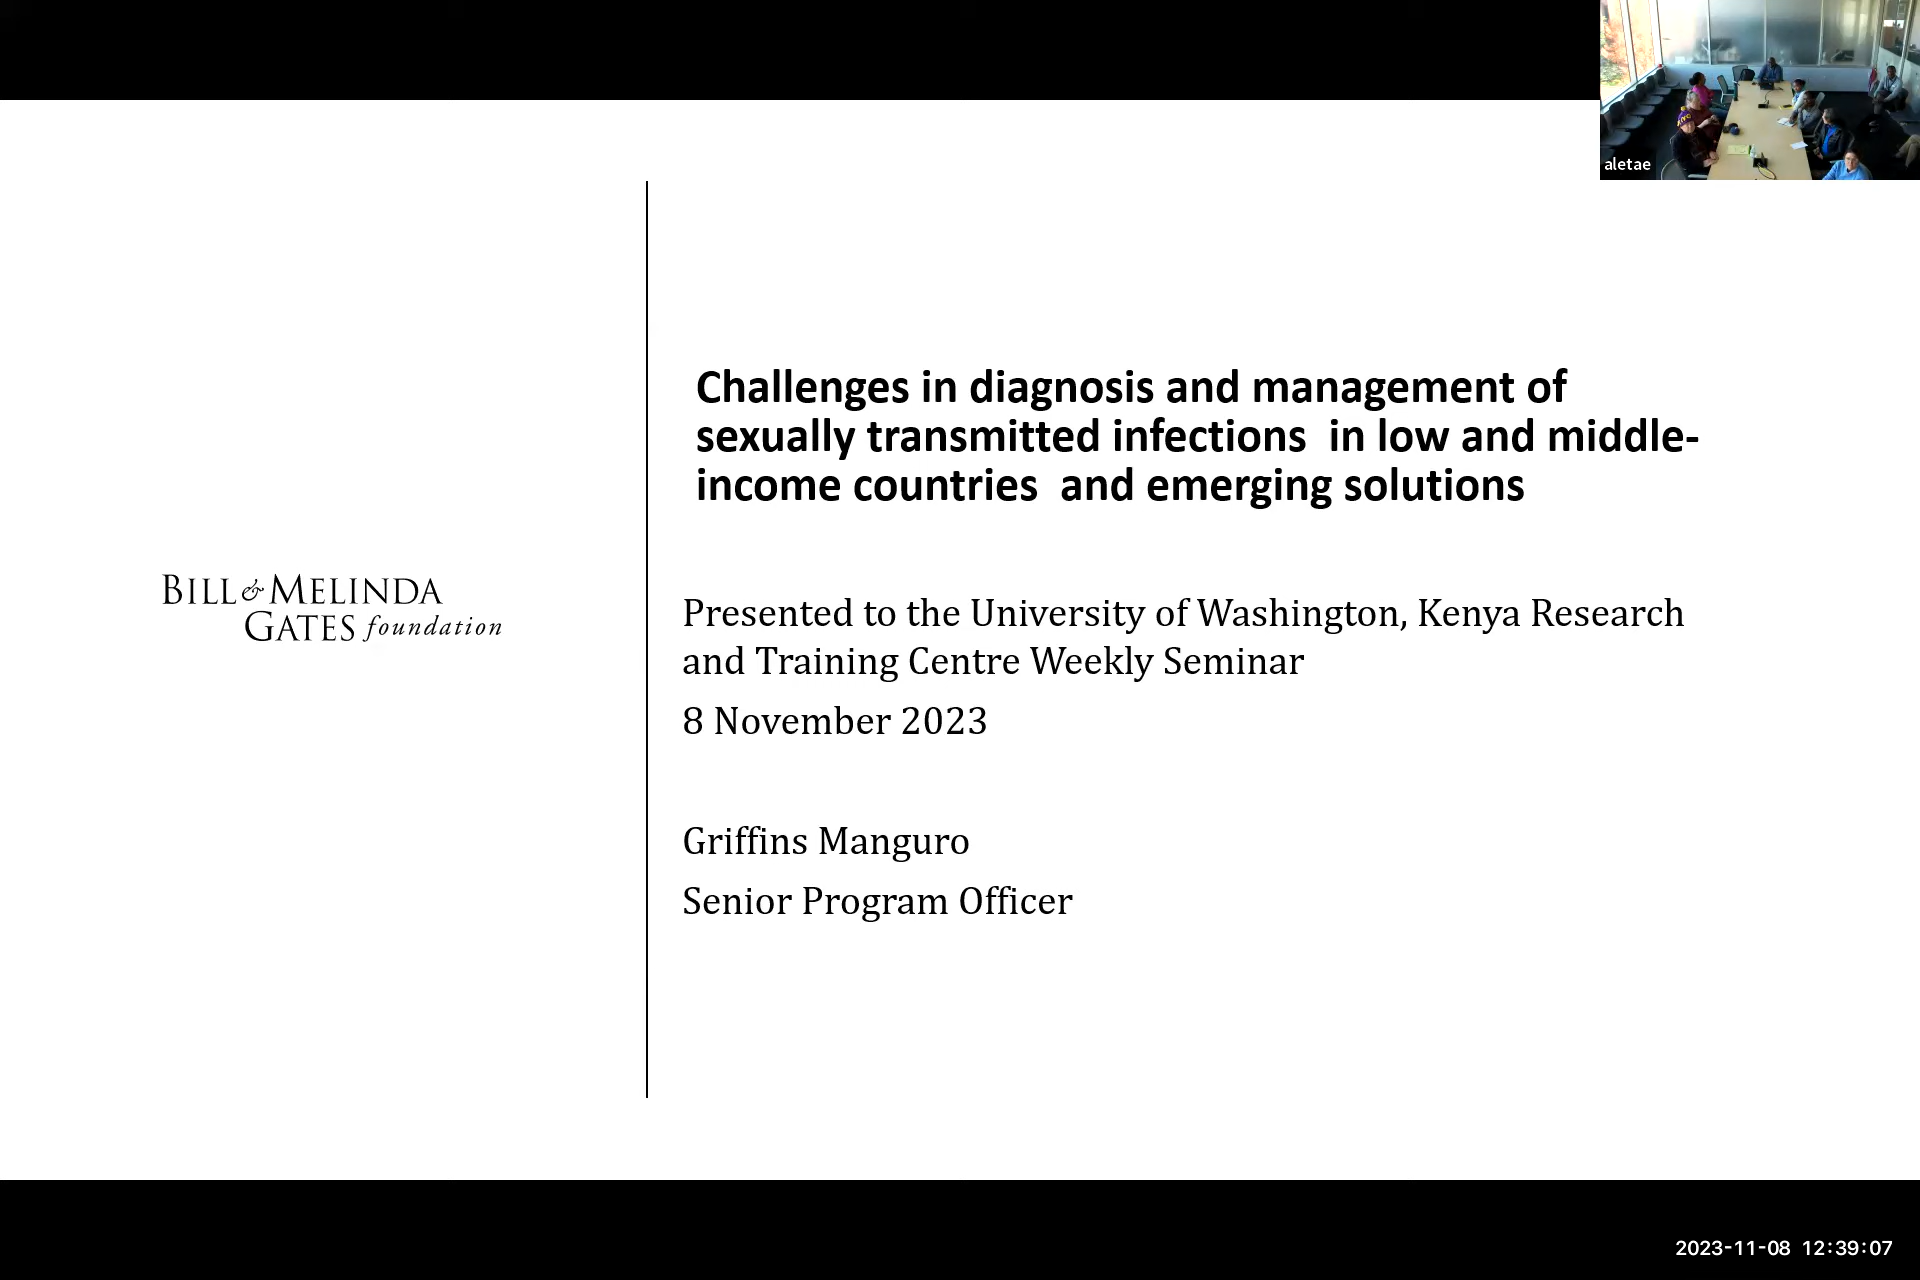 aletae
Challenges in diagnosis and management of
sexually transmitted infections  in low and middle-
income countries  and emerging solutions
BILL & MELINDA
GATES foundation
Presented to the University of Washington, Kenya Research
and Training Centre Weekly Seminar
8 November 2023
Griffins Manguro
Senior Program Officer
2023-11-08 12:39:07